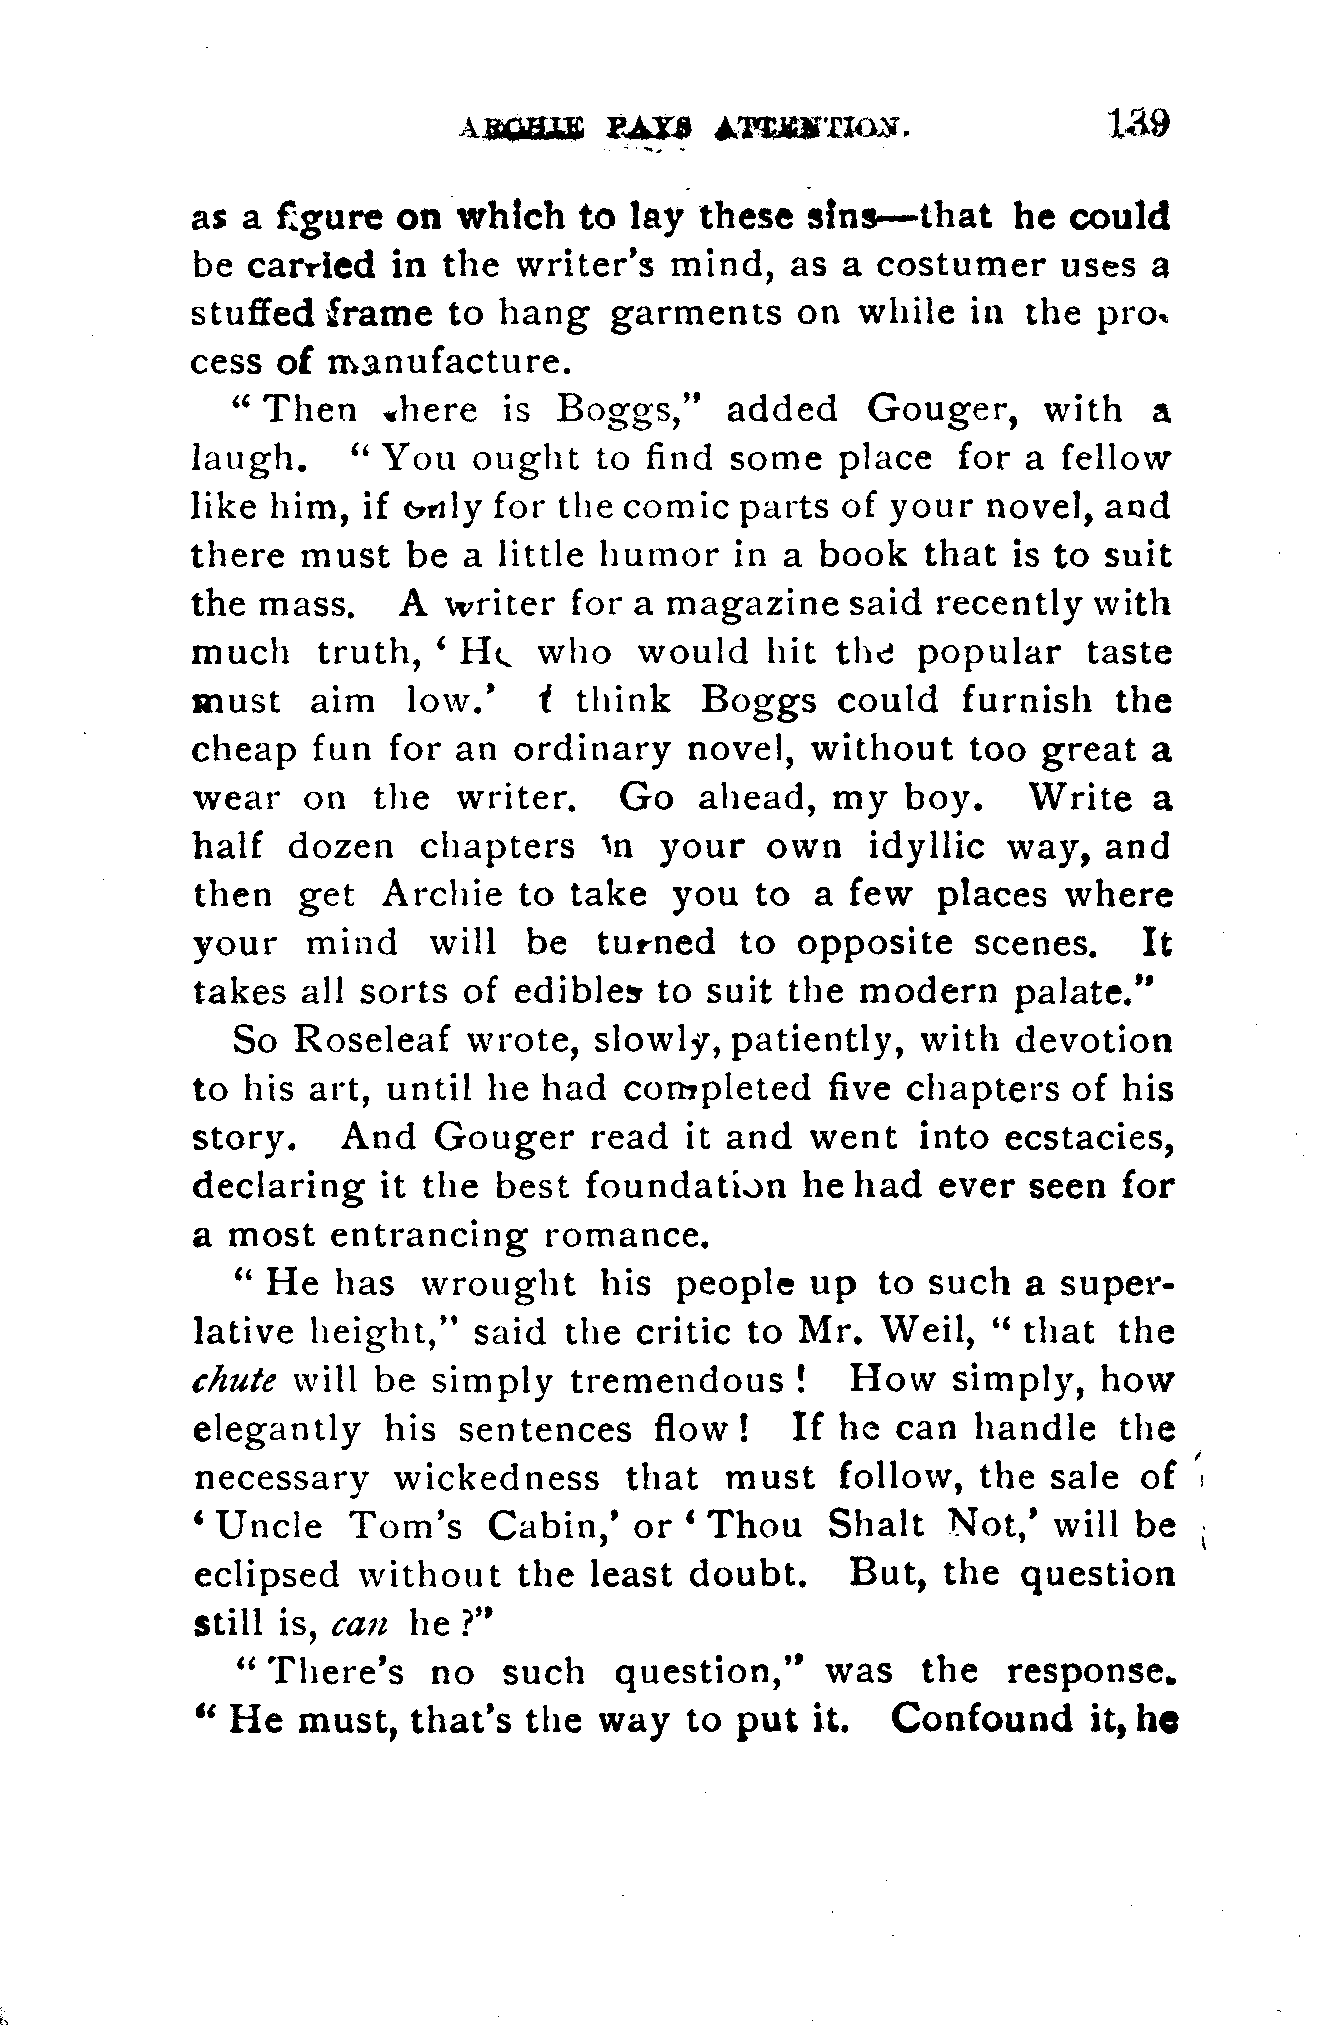 ARCHIE PAYS ATTENTION. 139
as a figure on which to lay these sins—that he could
be carried in the writer's mind, as a costumer uses a
stuffed frame to hang garments on while in the pro-
cess of manufacture.
" Then there is Boggs," added Gouger, with a
laugh. " You ought to find some place for a fellow
like him, if only for the comic parts of your novel, and
there must be a little humor in a book that is to suit
the mass. A writer for a magazine said recently with
much truth, ' He who would hit the popular taste
must aim low.' I think Boggs could furnish the
cheap fun for an ordinary novel, without too great a
wear on the writer. Go ahead, my boy. Write a
half dozen chapters in your own idyllic way, and
then get Archie to take you to a few places where
your mind will be turned to opposite scenes. It
takes all sorts of edibles to suit the modern palate."
So Roseleaf wrote, slowly, patiently, with devotion
to his art, until he had completed five chapters of his
story. And Gouger read it and went into ecstacies,
declaring it the best foundation he had ever seen for
a most entrancing romance.
" He has wrought his people up to such a super-
lative height," said the critic to Mr. Weil, " that the
chute will be simply tremendous ! How simply, how
elegantly his sentences flow ! If he can handle the
necessary wickedness that must follow, the sale of
' Uncle Tom's Cabin,' or ' Thou Shalt Not,' will be
eclipsed without the least doubt. But, the question
still is, can he ?"
" There's no such question," was the response.
" He must, that's the way to put it. Confound it, he